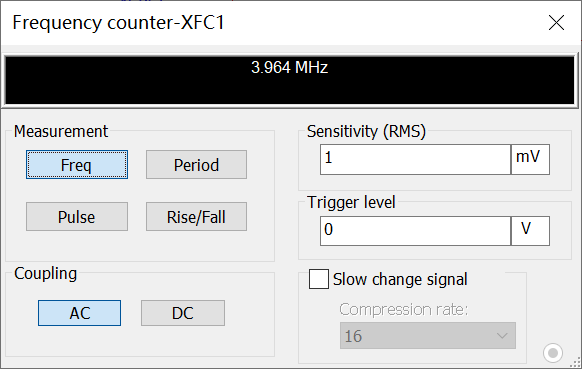 Frequency counter-XFC1
3.964 MHz
Measurement
Freq
Period
Pulse
Rise/Fall
Coupling
AC
DC
Sensitivity (RMS)
1
mV
Trigger level
0
V
Slow change signal
Compression rate:
16